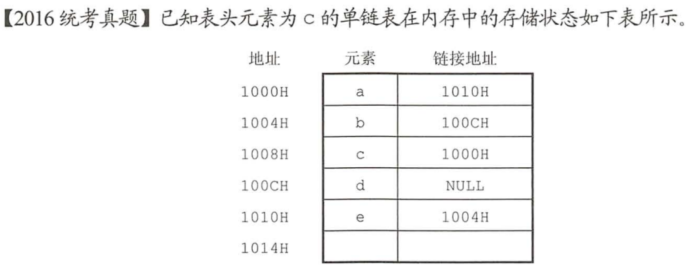 【2016 统考真题】已知表头元素为 c 的单链表在内存中的存储状态如下表所示。
地址 元素 链接地址
1000H a 1010H
1004H b 100CH
1008H c 1000H
100CH d NULL
1010H e 1004H
1014H